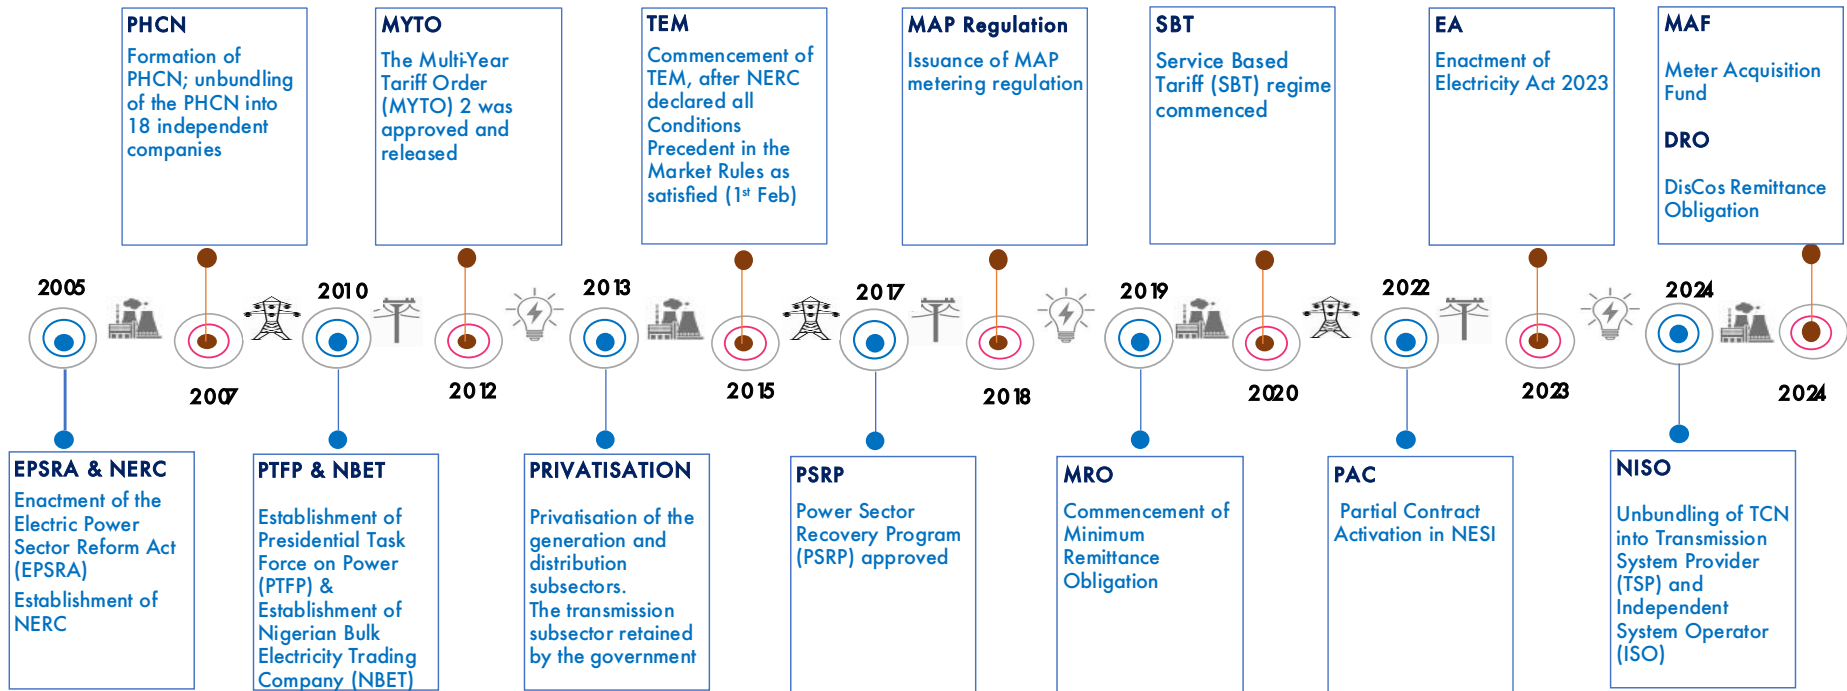 PHCN
Formation of
PHCN; unbundling
of the PHCN into
18 independent
companies
MYTO
The Multi-Year
Tariff Order
(MYTO) 2 was
approved and
released
TEM
Commencement of
TEM, after NERC
declared all
Conditions
Precedent in the
Market Rules as
satisfied (1st Feb)
MAP Regulation
Issuance of MAP
metering regulation
SBT
Service Based
Tariff (SBT) regime
commenced
EA
Enactment of
Electricity Act 2023
MAF
Meter Acquisition
Fund
DRO
DisCos Remittance
Obligation
2005
2010
2013
2017
2019
2022
2024
2007
2012
2015
2018
2020
2023
2024
EPSRA & NERC
Enactment of the
Electric Power
Sector Reform Act
(EPSRA)
Establishment of
NERC
PTFP & NBET
Establishment of
Presidential Task
Force on Power
(PTFP) &
Establishment of
Nigerian Bulk
Electricity Trading
Company (NBET)
PRIVATISATION
Privatisation of the
generation and
distribution
subsectors.
The transmission
subsector retained
by the government
PSRP
Power Sector
Recovery Program
(PSRP) approved
MRO
Commencement of
Minimum
Remittance
Obligation
PAC
Partial Contract
Activation in NESI
NISO
Unbundling of TCN
into Transmission
System Provider
(TSP) and
Independent
System Operator
(ISO)